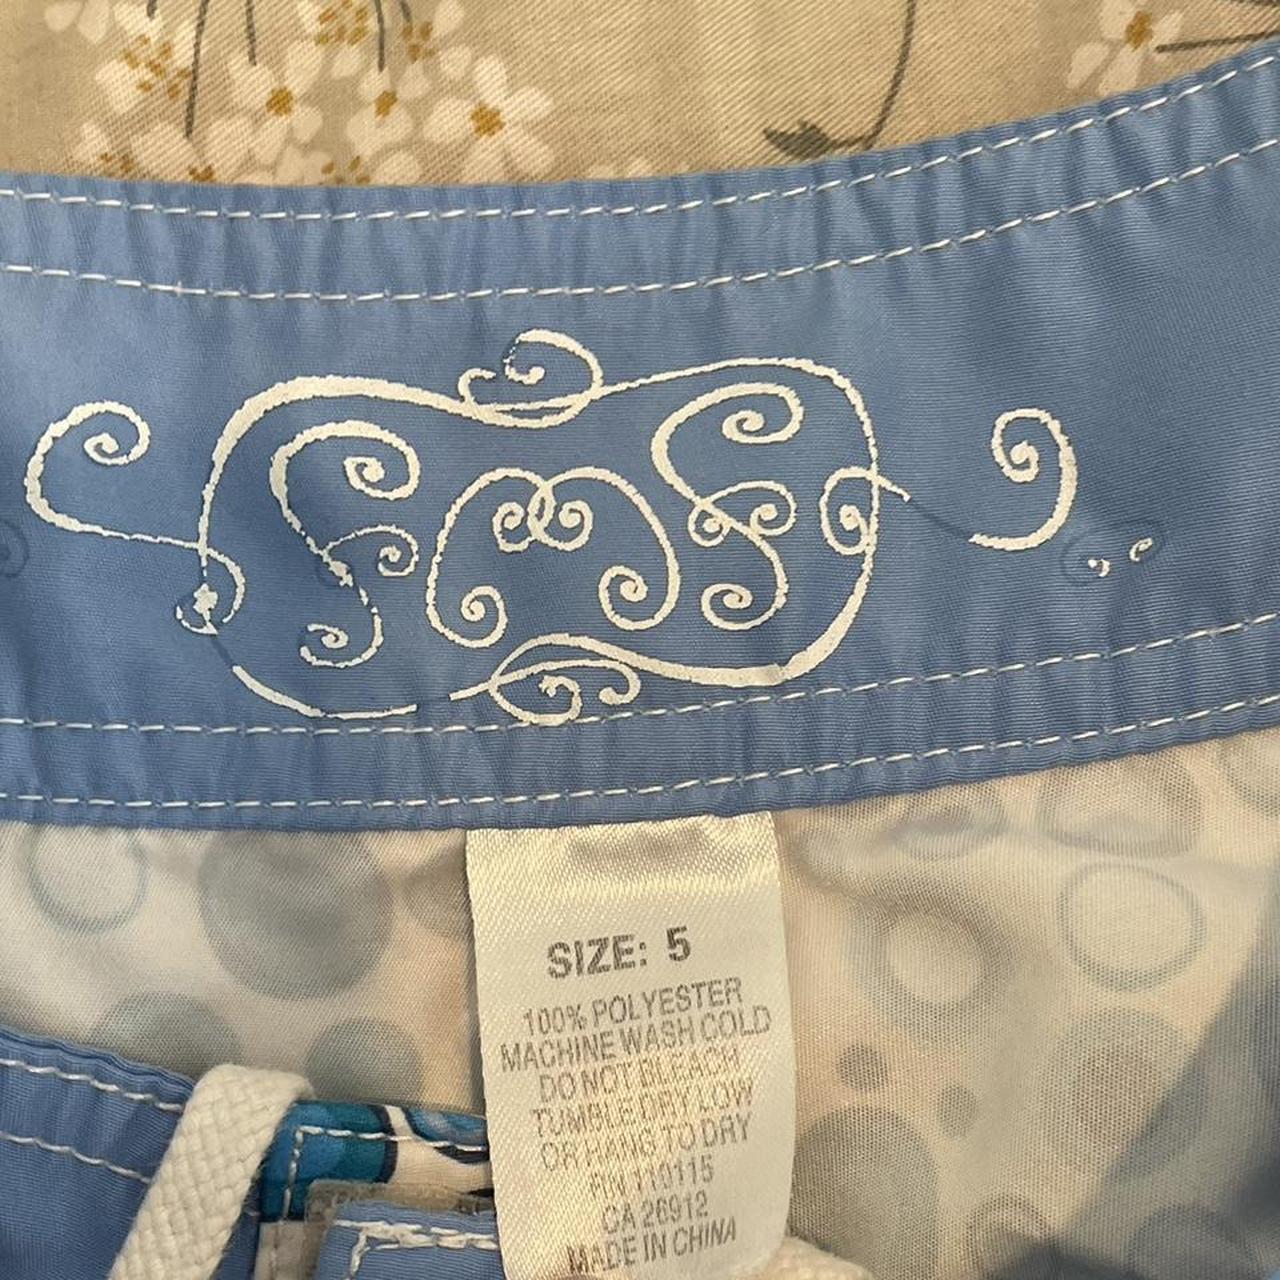 SIZE: 5
100% POLYESTER
MACHINE WASH COLD
DO NOT BLEACH
TUMBLE DRY LOW
OR HANG TO DRY
RN 110115
CA 26912
MADE IN CHINA